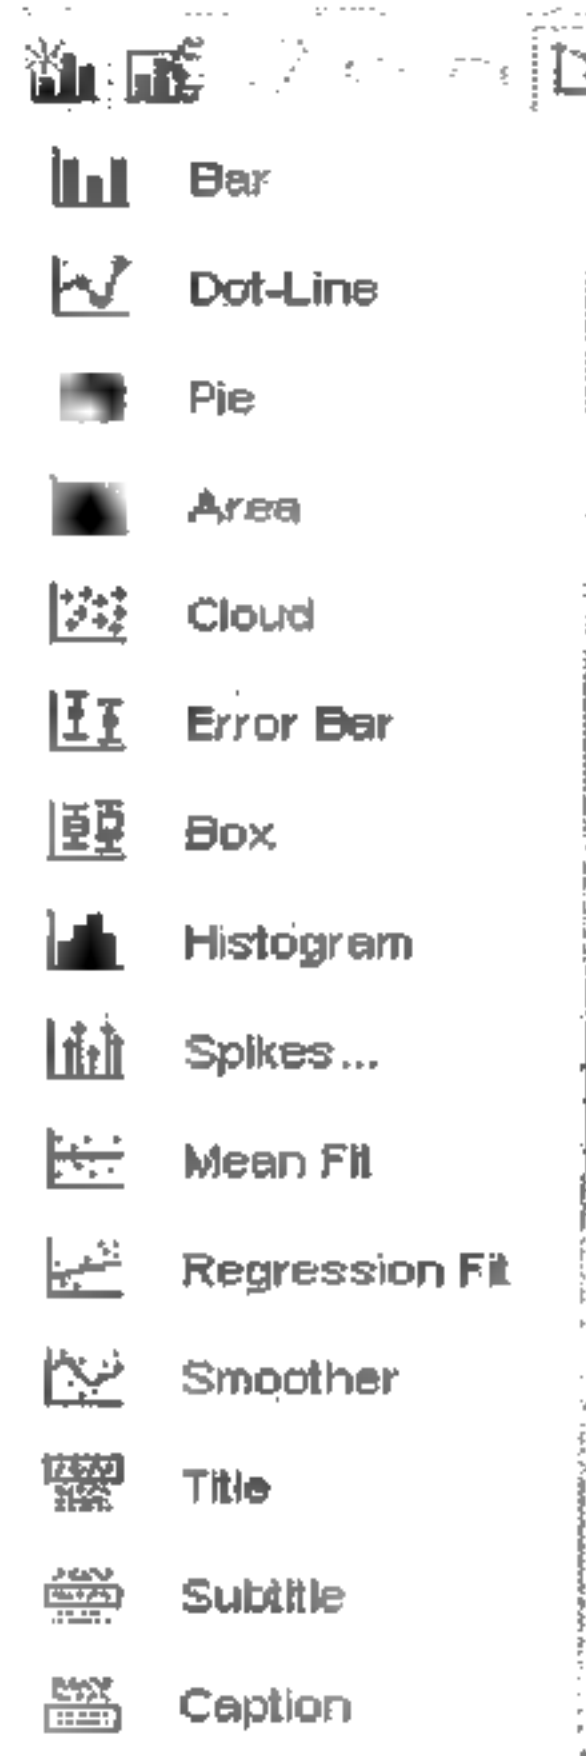 Bar
Dot-Line
Pie
Area
Cloud
Error Bar
Box
Histogram
Spikes...
Mean Fit
Regression Fit
Smoother
Title
Subtitle
Caption